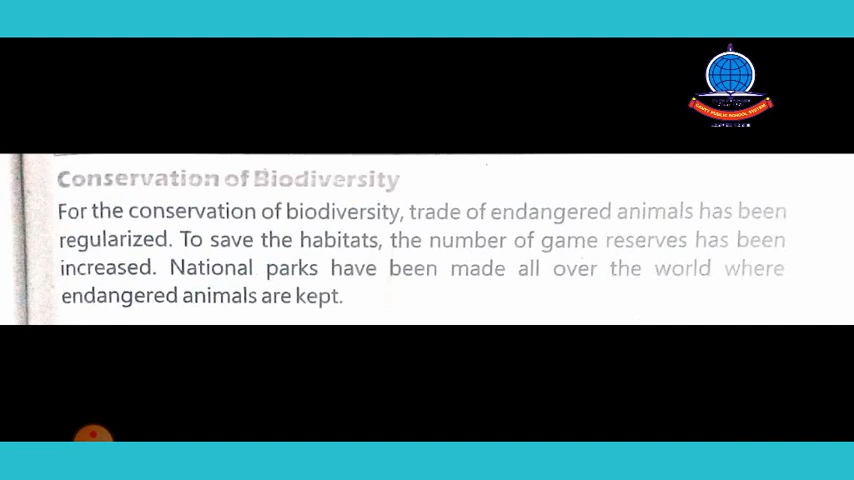 Conservation of Biodiversity
For the conservation of biodiversity, trade of endangered animals has been
regularized. To save the habitats, the number of game reserves has been
increased. National parks have been made all over the world where
endangered animals are kept.